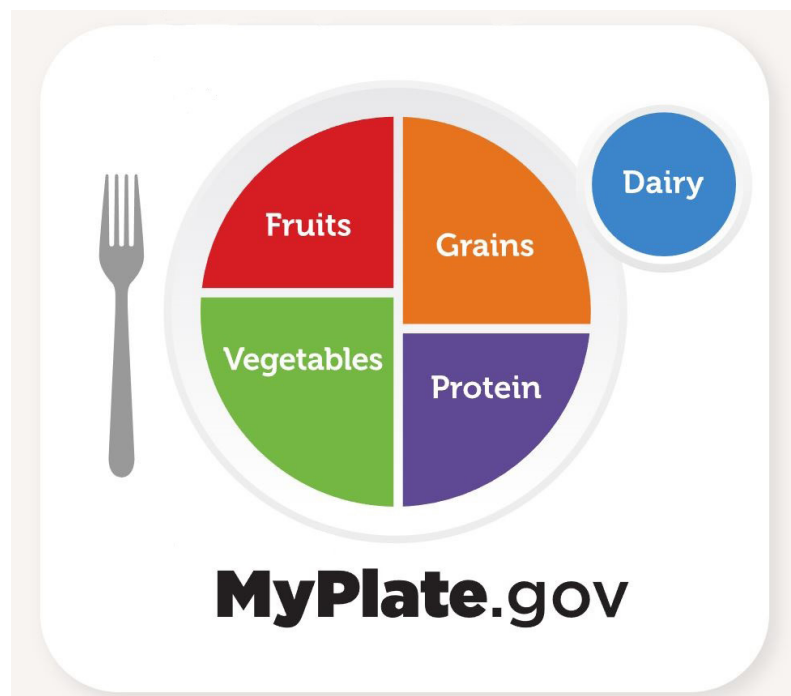 Fruits
Grains
Dairy
Vegetables
Protein
MyPlate.gov